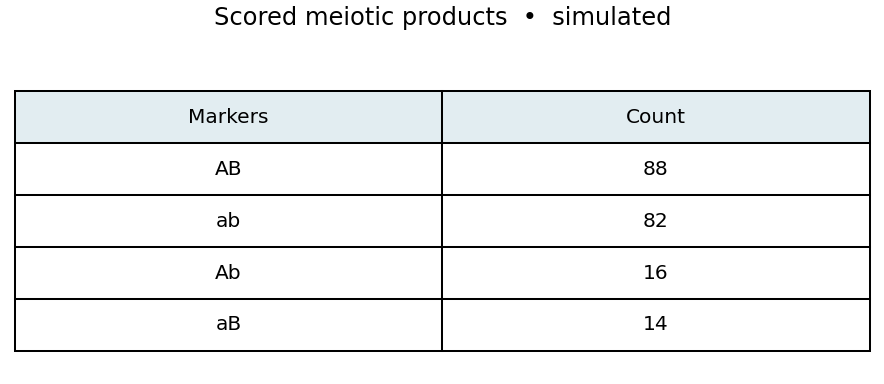 Scored meiotic products • simulated
Markers Count
AB 88
ab 82
Ab 16
aB 14